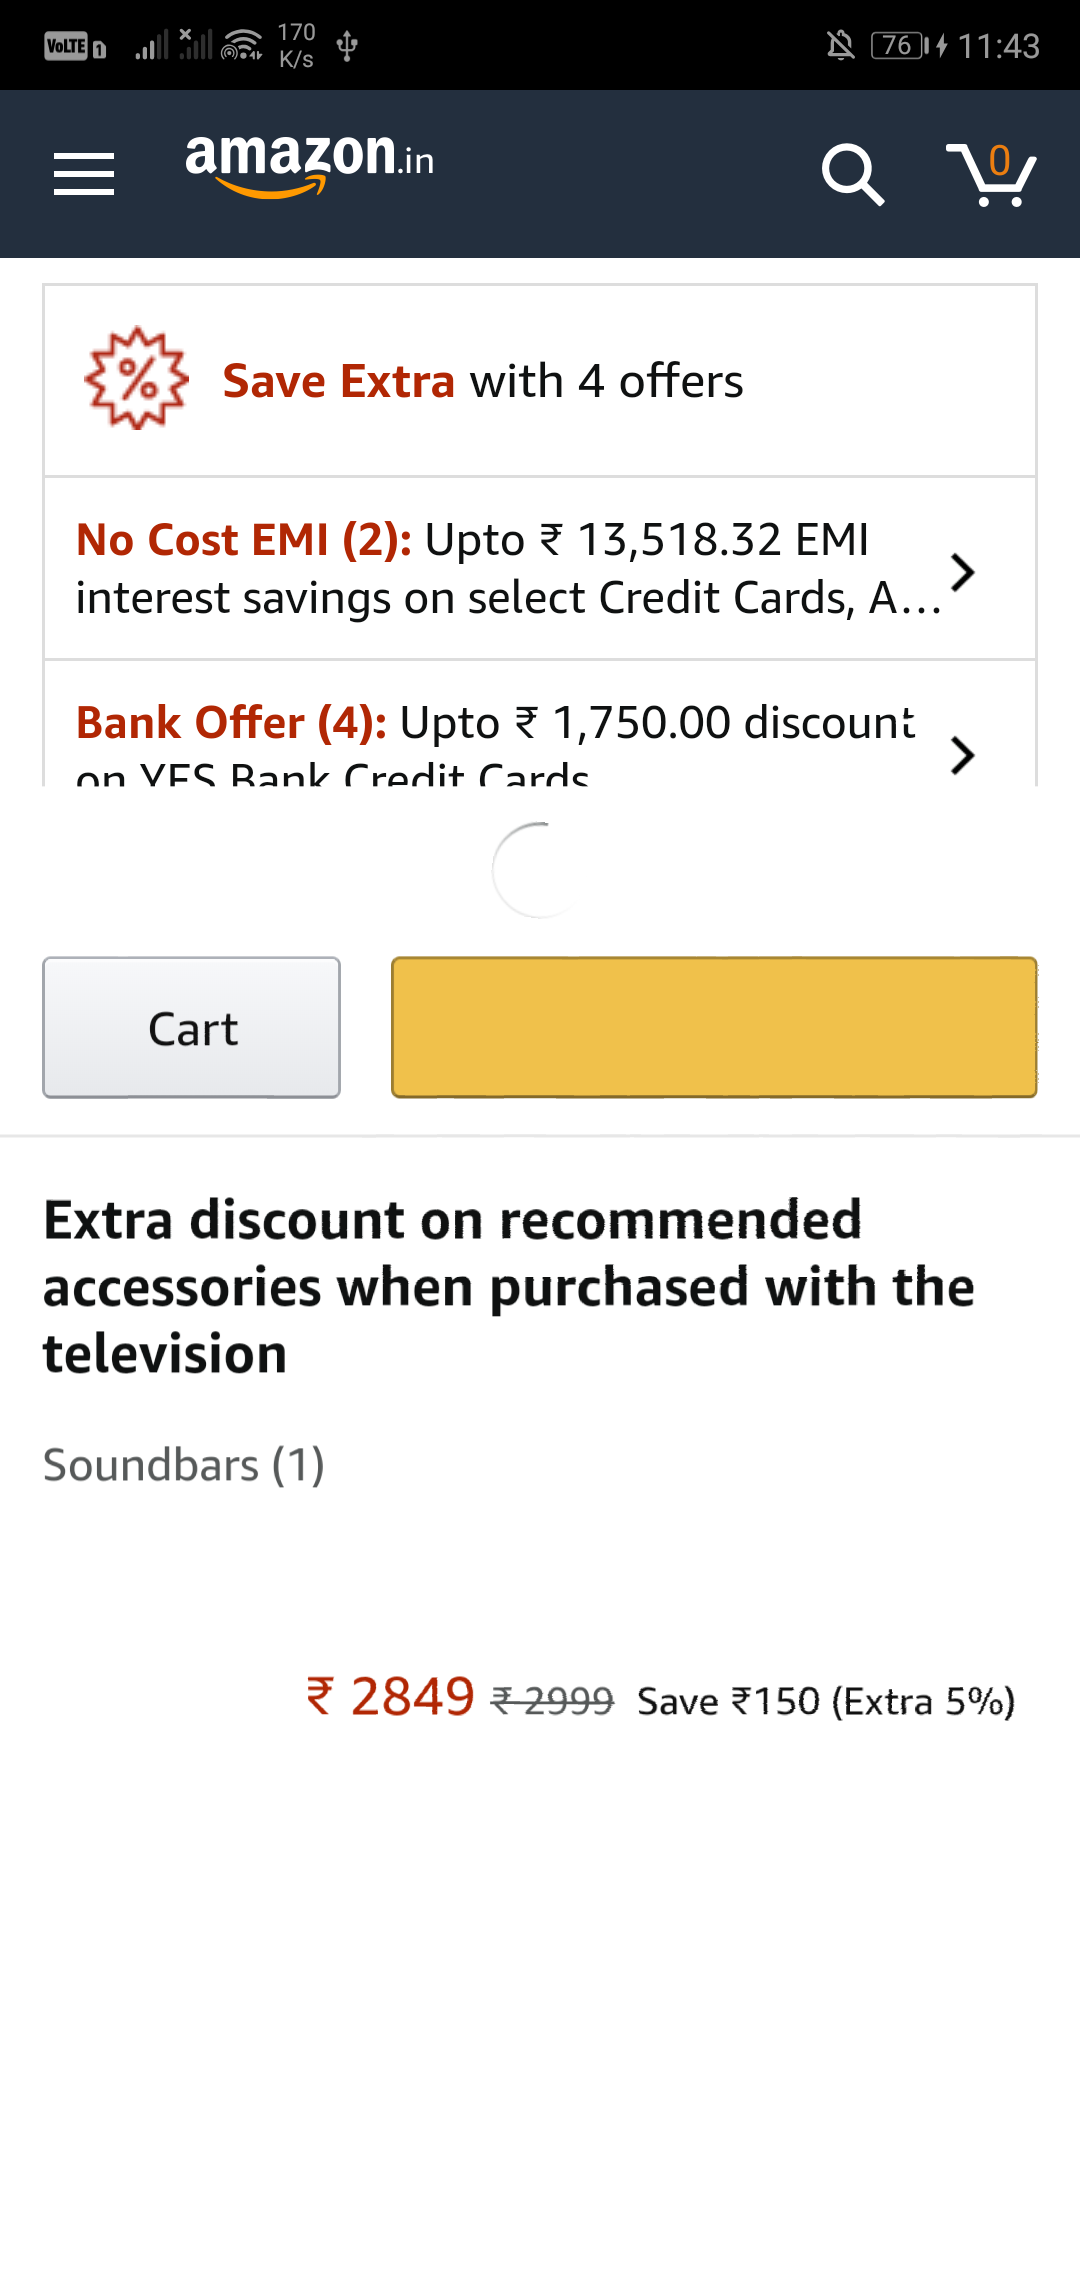 VoLTE 1 170 K/s 76 11:43
amazon.in 0
Save Extra with 4 offers
No Cost EMI (2): Upto ₹ 13,518.32 EMI
interest savings on select Credit Cards, A...
Bank Offer (4): Upto ₹ 1,750.00 discount
on YES Bank Credit Cards
Cart
Extra discount on recommended
accessories when purchased with the
television
Soundbars (1)
₹ 2849 ₹ 2999 Save ₹150 (Extra 5%)